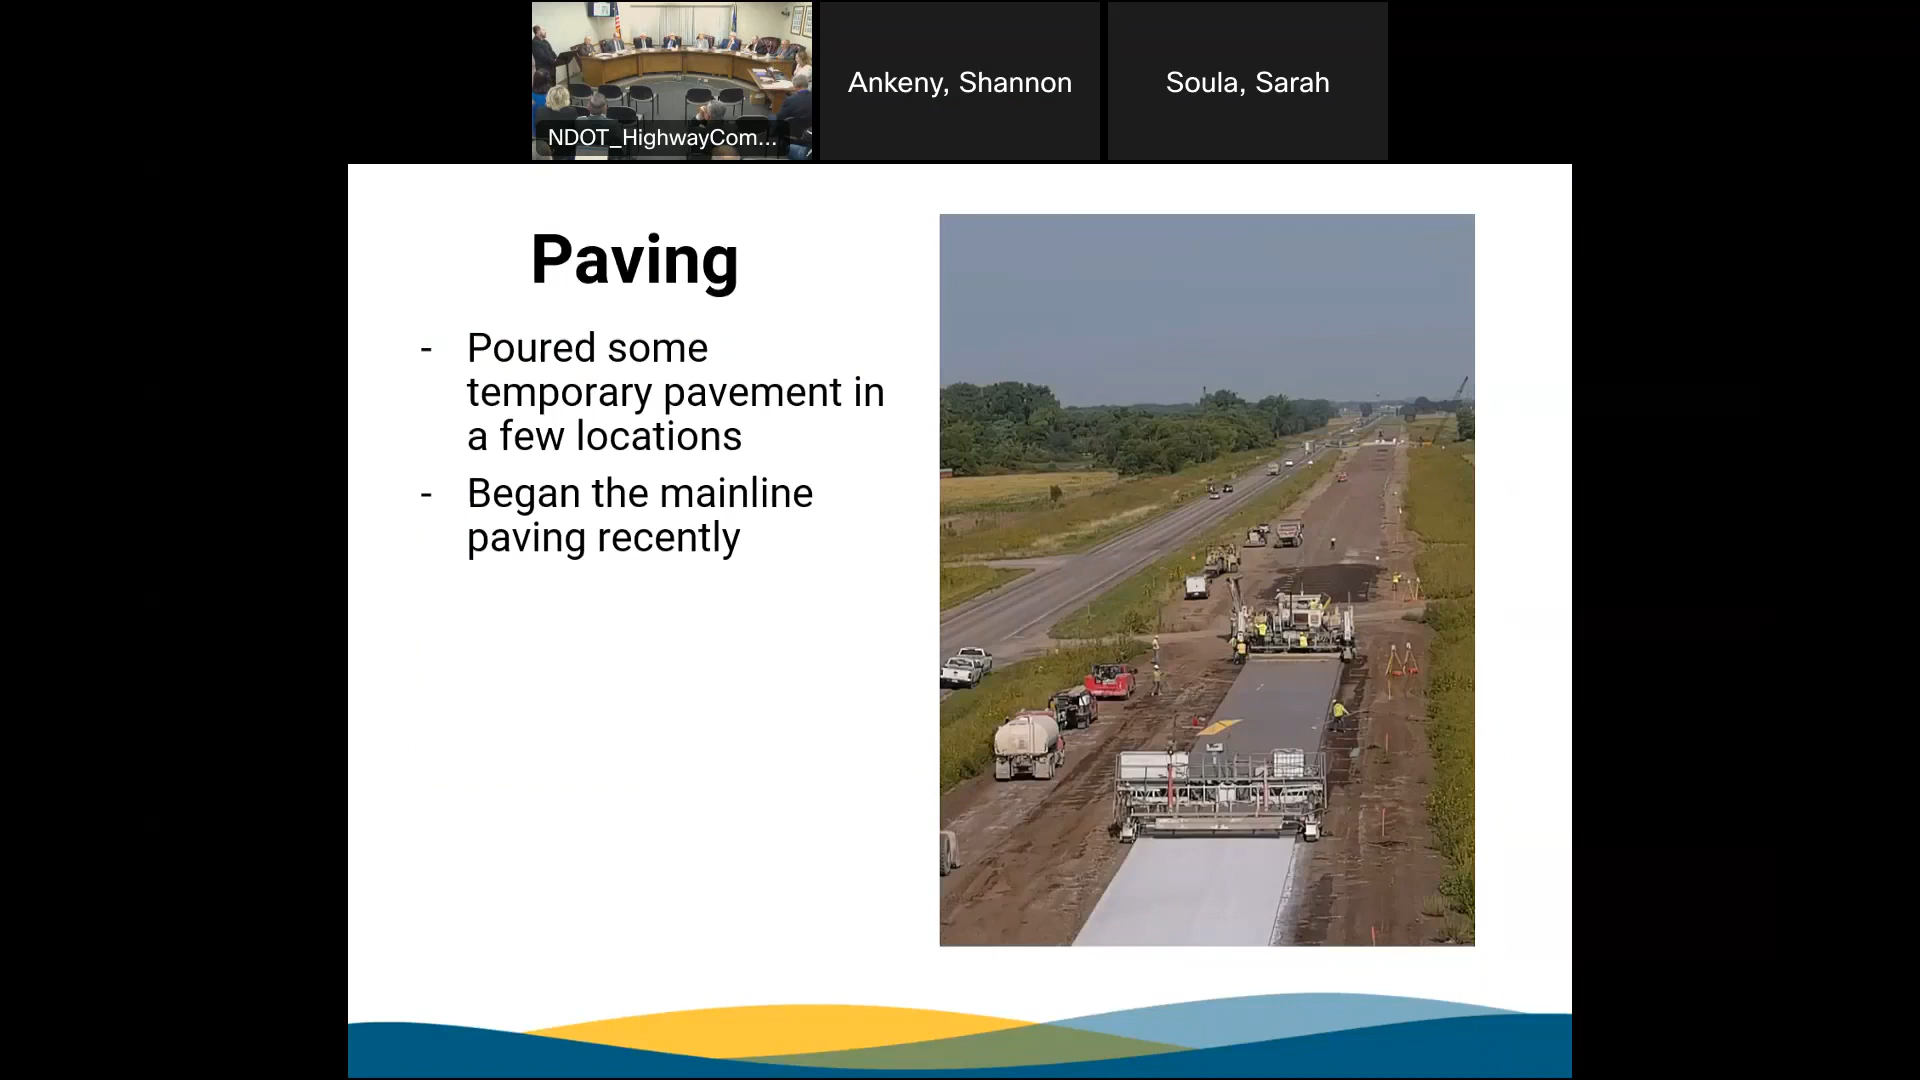 NDOT_HighwayCom...
Ankeny, Shannon
Soula, Sarah
Paving
- Poured some
temporary pavement in
a few locations
- Began the mainline
paving recently